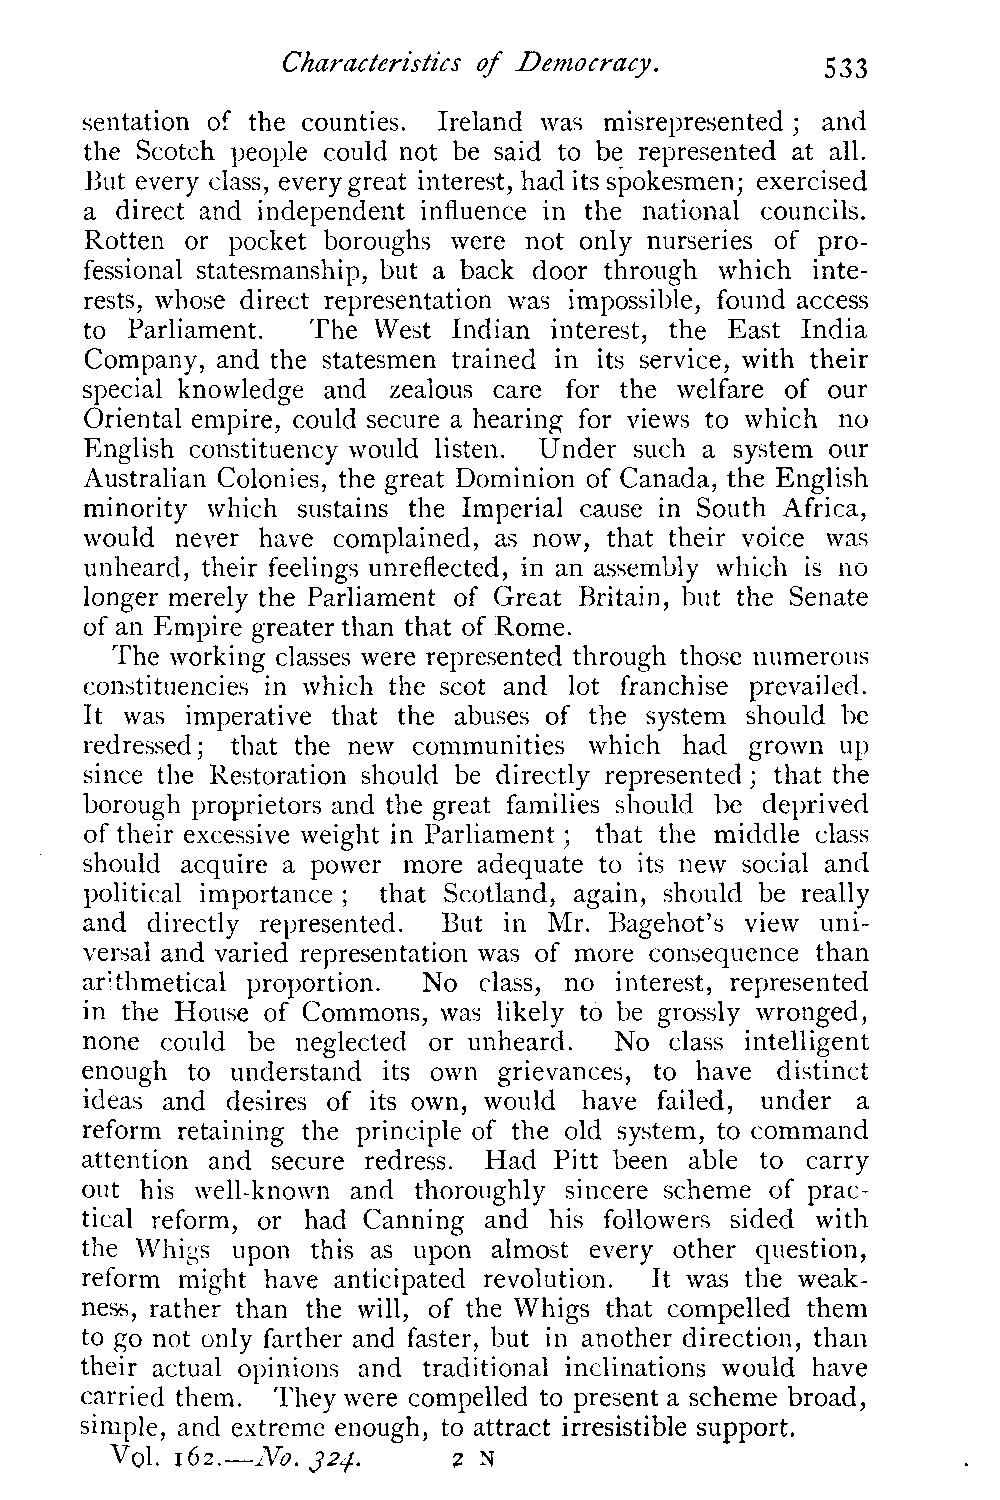 Characteristics of Democracy. 533
sentation of the counties. Ireland was misrepresented; and
the Scotch people could not be said to be represented at all.
But every class, every great interest, had its spokesmen; exercised
a direct and independent influence in the national councils.
Rotten or pocket boroughs were not only nurseries of pro-
fessional statesmanship, but a back door through which inte-
rests, whose direct representation was impossible, found access
to Parliament. The West Indian interest, the East India
Company, and the statesmen trained in its service, with their
special knowledge and zealous care for the welfare of our
Oriental empire, could secure a hearing for views to which no
English constituency would listen. Under such a system our
Australian Colonies, the great Dominion of Canada, the English
minority which sustains the Imperial cause in South Africa,
would never have complained, as now, that their voice was
unheard, their feelings unreflected, in an assembly which is no
longer merely the Parliament of Great Britain, but the Senate
of an Empire greater than that of Rome.
The working classes were represented through those numerous
constituencies in which the scot and lot franchise prevailed.
It was imperative that the abuses of the system should be
redressed; that the new communities which had grown up
since the Restoration should be directly represented; that the
borough proprietors and the great families should be deprived
of their excessive weight in Parliament; that the middle class
should acquire a power more adequate to its new social and
political importance; that Scotland, again, should be really
and directly represented. But in Mr. Bagehot's view uni-
versal and varied representation was of more consequence than
arithmetical proportion. No class, no interest, represented
in the House of Commons, was likely to be grossly wronged,
none could be neglected or unheard. No class intelligent
enough to understand its own grievances, to have distinct
ideas and desires of its own, would have failed, under a
reform retaining the principle of the old system, to command
attention and secure redress. Had Pitt been able to carry
out his well-known and thoroughly sincere scheme of prac-
tical reform, or had Canning and his followers sided with
the Whigs upon this as upon almost every other question,
reform might have anticipated revolution. It was the weak-
ness, rather than the will, of the Whigs that compelled them
to go not only farther and faster, but in another direction, than
their actual opinions and traditional inclinations would have
carried them. They were compelled to present a scheme broad,
simple, and extreme enough, to attract irresistible support.
Vol. 162.—No. 324. 2 N